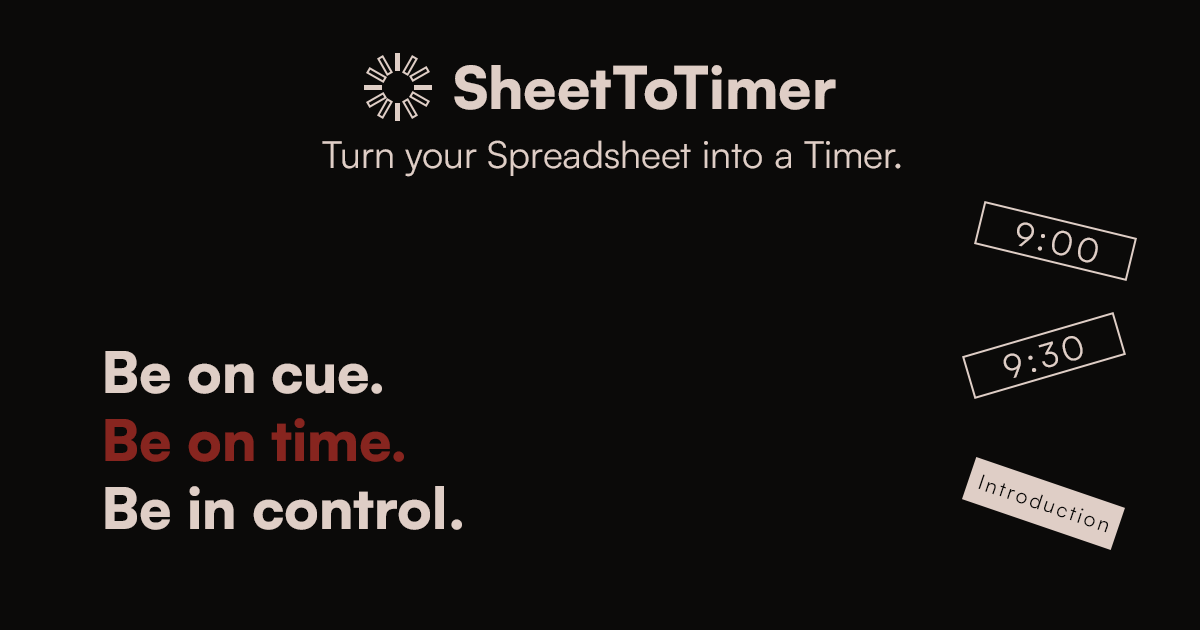 SheetToTimer
Turn your Spreadsheet into a Timer.
9:00
9:30
Introduction
Be on cue.
Be on time.
Be in control.